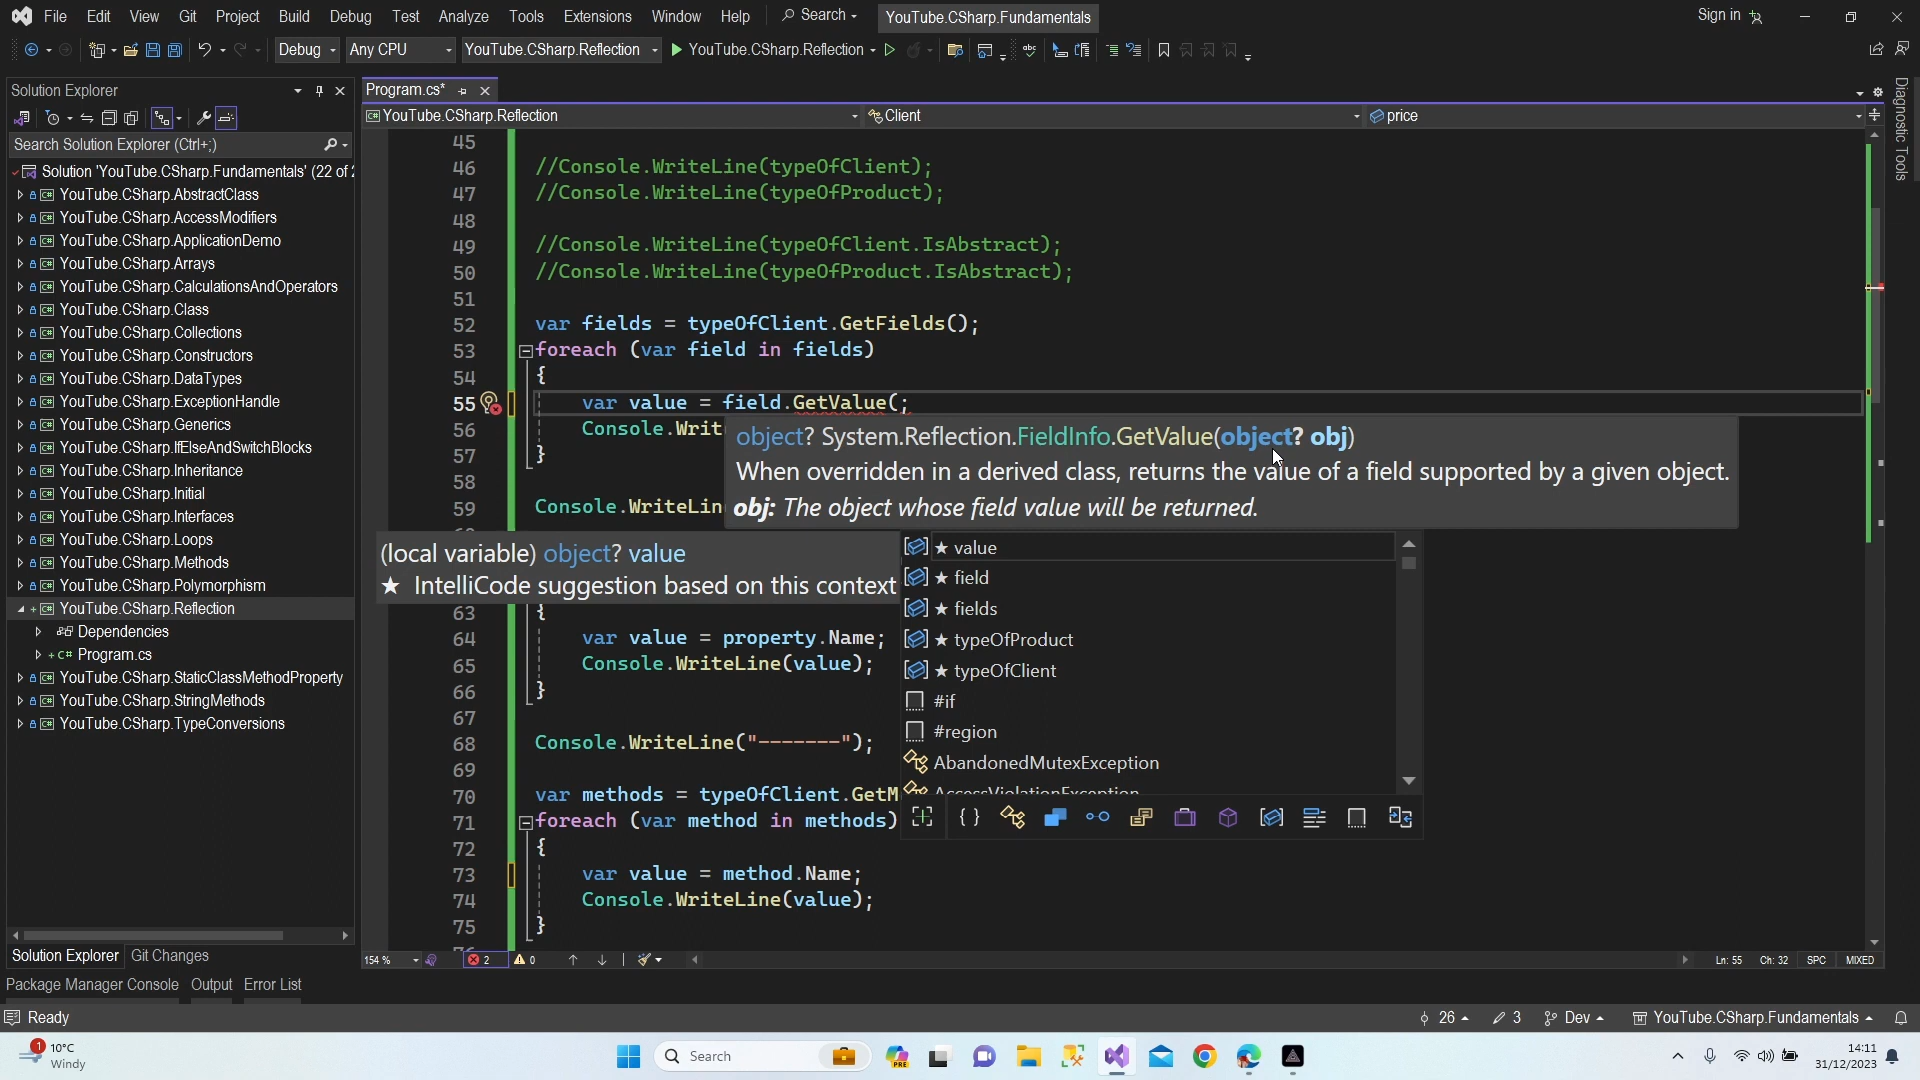 File Edit View Git Project Build Debug Test Analyze Tools Extensions Window Help Search YouTube.CSharp.Fundamentals Sign in
Debug Any CPU YouTube.CSharp.Reflection YouTube.CSharp.Reflection
Solution Explorer
Search Solution Explorer (Ctrl+;)
Solution 'YouTube.CSharp.Fundamentals' (22 of 2
YouTube.CSharp.AbstractClass
YouTube.CSharp.AccessModifiers
YouTube.CSharp.ApplicationDemo
YouTube.CSharp.Arrays
YouTube.CSharp.CalculationsAndOperators
YouTube.CSharp.Class
YouTube.CSharp.Collections
YouTube.CSharp.Constructors
YouTube.CSharp.DataTypes
YouTube.CSharp.ExceptionHandle
YouTube.CSharp.Generics
YouTube.CSharp.IfElseAndSwitchBlocks
YouTube.CSharp.Inheritance
YouTube.CSharp.Initial
YouTube.CSharp.Interfaces
YouTube.CSharp.Loops
YouTube.CSharp.Methods
YouTube.CSharp.Polymorphism
YouTube.CSharp.Reflection
Dependencies
C# Program.cs
YouTube.CSharp.StaticClassMethodProperty
YouTube.CSharp.StringMethods
YouTube.CSharp.TypeConversions
Solution Explorer Git Changes
Program.cs*
YouTube.CSharp.Reflection Client price
45
46 //Console.WriteLine(typeOfClient);
47 //Console.WriteLine(typeOfProduct);
48
49 //Console.WriteLine(typeOfClient.IsAbstract);
50 //Console.WriteLine(typeOfProduct.IsAbstract);
51
52 var fields = typeOfClient.GetFields();
53 foreach (var field in fields)
54 {
55 var value = field.GetValue(;
56 Console.Writ
57 }
58
59 Console.WriteLin
object? System.Reflection.FieldInfo.GetValue(object? obj)
When overridden in a derived class, returns the value of a field supported by a given object.
obj: The object whose field value will be returned.
(local variable) object? value
★ IntelliCode suggestion based on this context
★ value
★ field
★ fields
★ typeOfProduct
★ typeOfClient
#if
#region
AbandonedMutexException
AccessViolationException
63 {
64 var value = property.Name;
65 Console.WriteLine(value);
66 }
67
68 Console.WriteLine("-------");
69
70 var methods = typeOfClient.GetM
71 foreach (var method in methods)
72 {
73 var value = method.Name;
74 Console.WriteLine(value);
75 }
154 % 2 0 Ln: 55 Ch: 32 SPC MIXED
Diagnostic Tools
Package Manager Console Output Error List
Ready 26 3 Dev YouTube.CSharp.Fundamentals
1 10°C
Windy
Search
PRE
14:11
31/12/2023